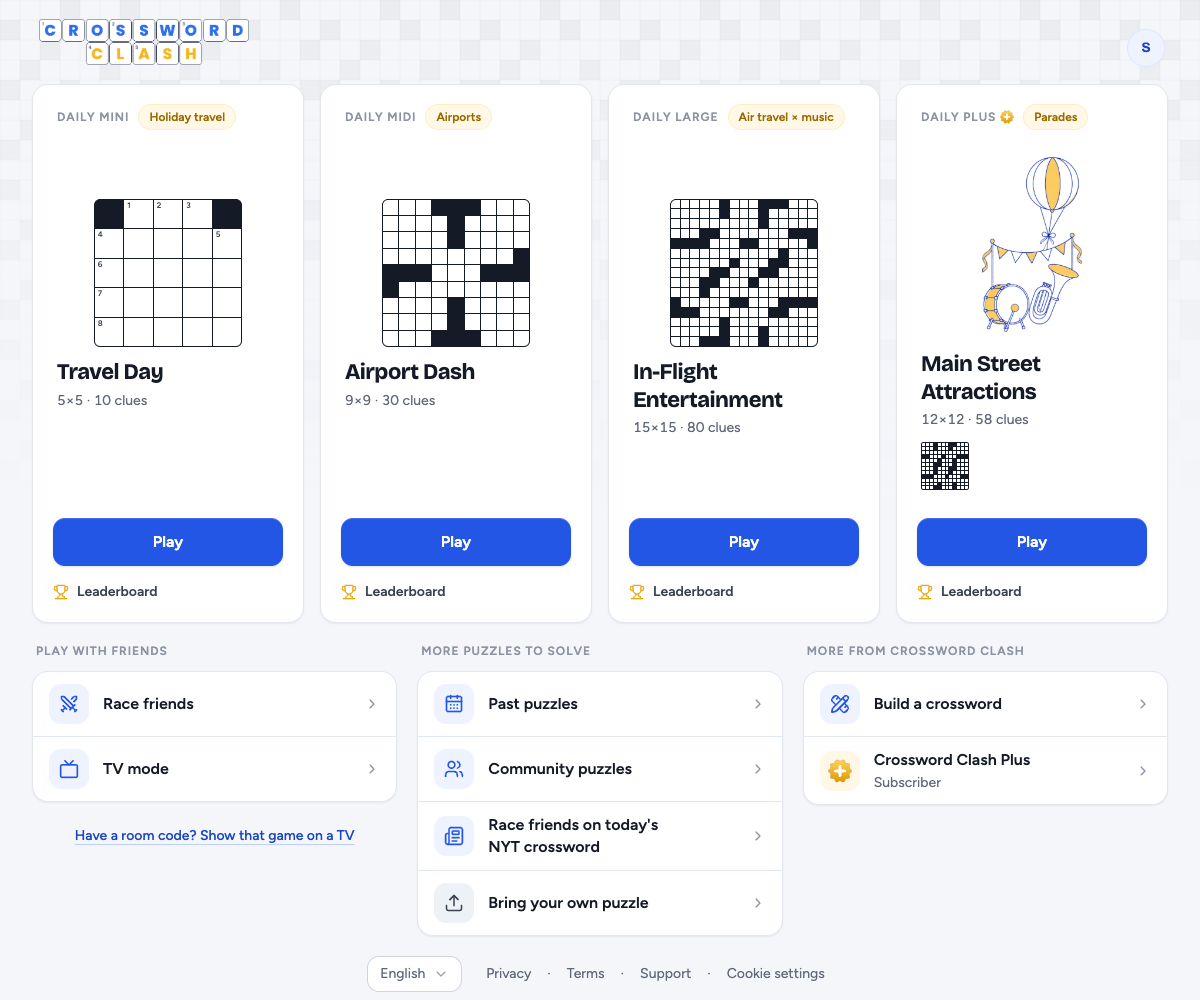 CROSSWORD
CLASH
S
DAILY MINI Holiday travel
1 2 3
4 5
6
7
8
Travel Day
5×5 · 10 clues
Play
Leaderboard
DAILY MIDI Airports
Airport Dash
9×9 · 30 clues
Play
Leaderboard
DAILY LARGE Air travel × music
In-Flight
Entertainment
15×15 · 80 clues
Play
Leaderboard
DAILY PLUS Parades
Main Street
Attractions
12×12 · 58 clues
Play
Leaderboard
PLAY WITH FRIENDS
Race friends
TV mode
Have a room code? Show that game on a TV
MORE PUZZLES TO SOLVE
Past puzzles
Community puzzles
Race friends on today's
NYT crossword
Bring your own puzzle
MORE FROM CROSSWORD CLASH
Build a crossword
Crossword Clash Plus
Subscriber
English Privacy · Terms · Support · Cookie settings